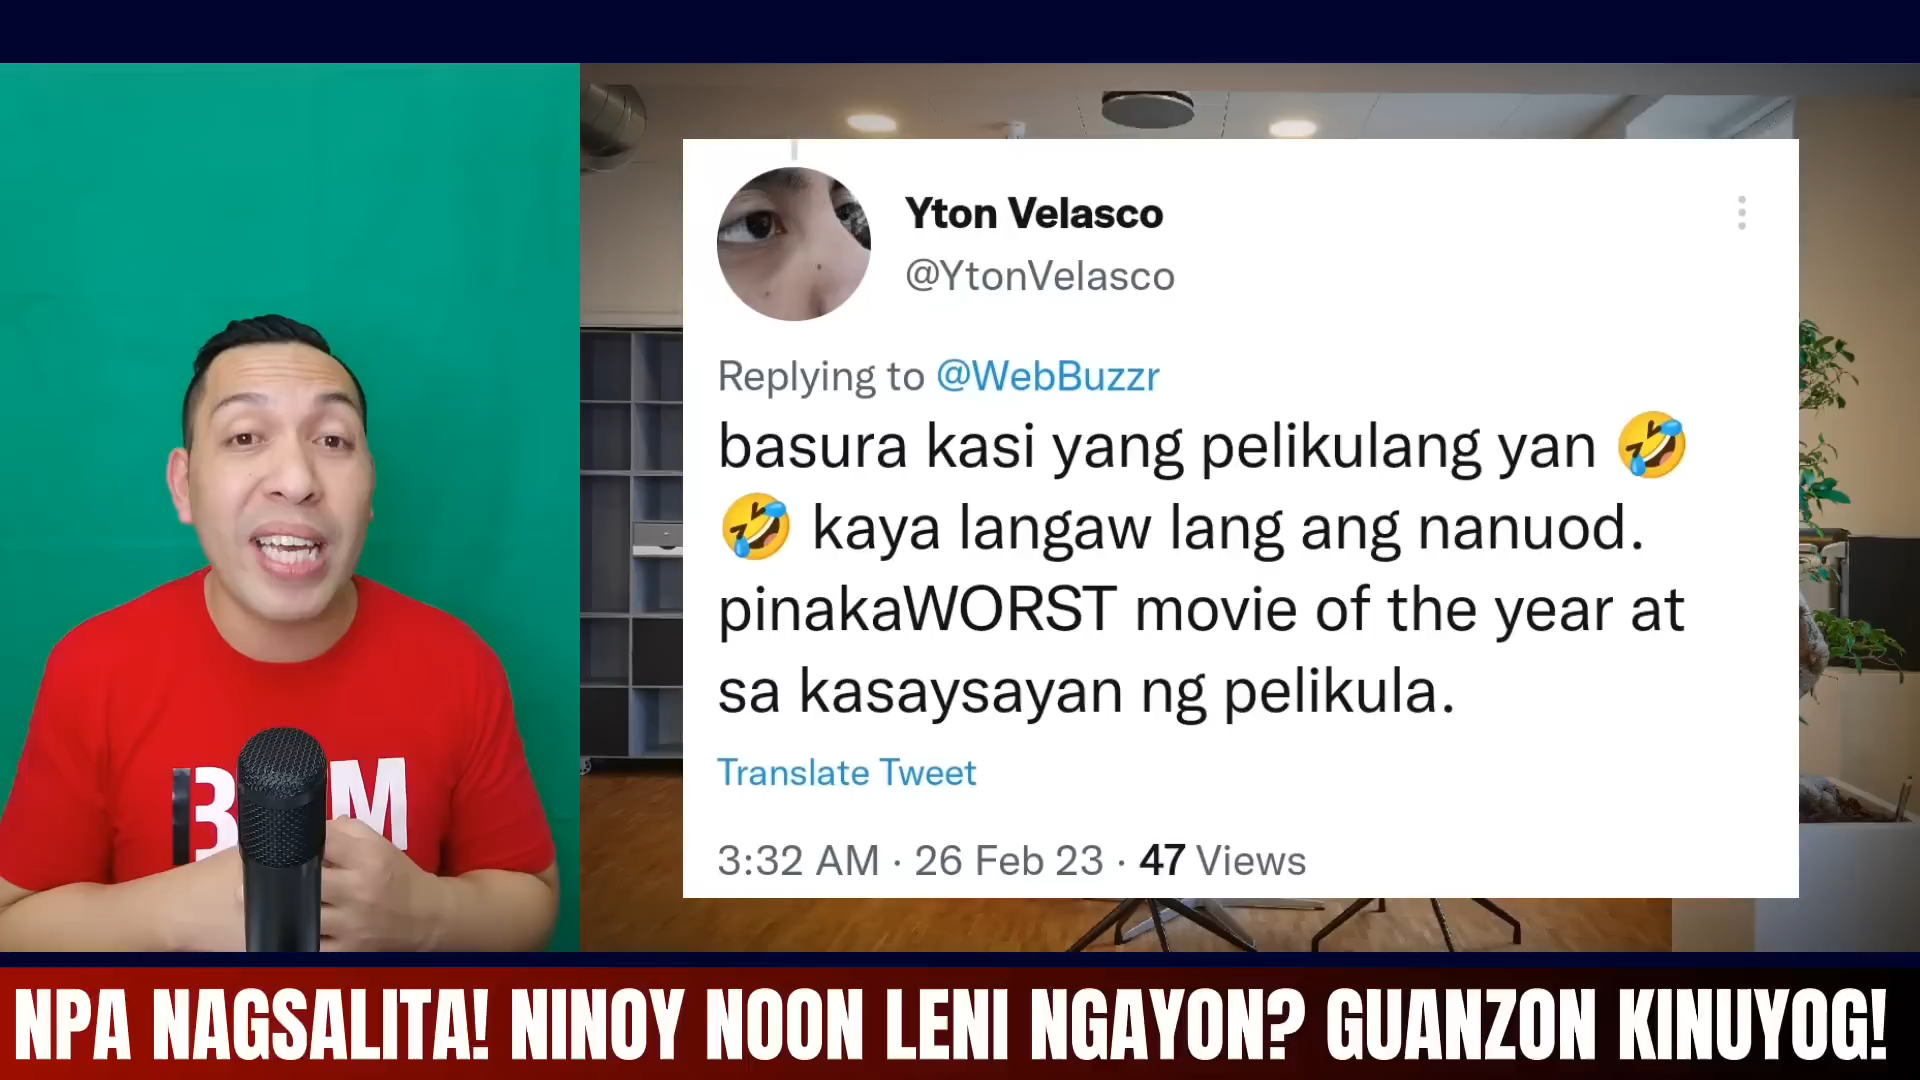 Yton Velasco
@YtonVelasco
Replying to @WebBuzzr
basura kasi yang pelikulang yan 🤣
🤣 kaya langaw lang ang nanuod.
pinakaWORST movie of the year at
sa kasaysayan ng pelikula.
Translate Tweet
3:32 AM · 26 Feb 23 · 47 Views
NPA NAGSALITA! NINOY NOON LENI NGAYON? GUANZON KINUYOG!